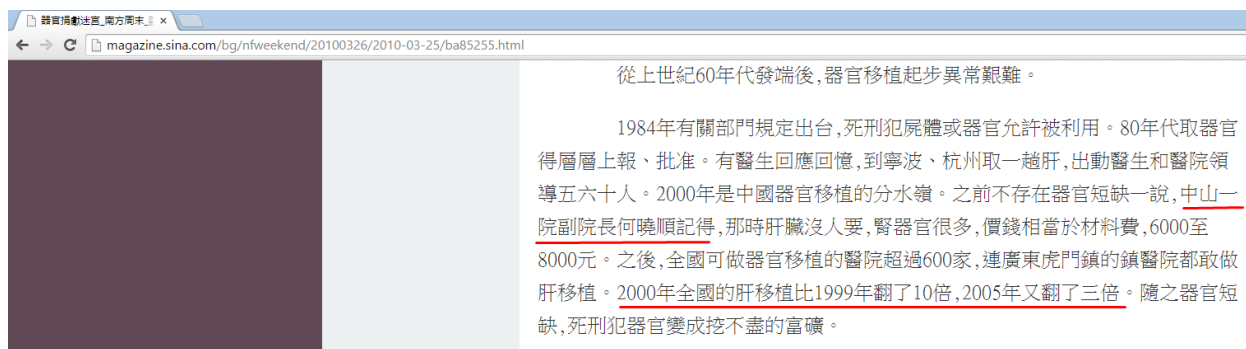 器官捐獻迷宮_南方周末_
magazine.sina.com/bg/nfweekend/20100326/2010-03-25/ba85255.html
從上世紀60年代發端後,器官移植起步異常艱難。
1984年有關部門規定出台,死刑犯屍體或器官允許被利用。80年代取器官
得層層上報、批准。有醫生回應回憶,到寧波、杭州取一趟肝,出動醫生和醫院領
導五六十人。2000年是中國器官移植的分水嶺。之前不存在器官短缺一說,中山一
院副院長何曉順記得,那時肝臟沒人要,腎器官很多,價錢相當於材料費,6000至
8000元。之後,全國可做器官移植的醫院超過600家,連廣東虎門鎮的鎮醫院都敢做
肝移植。2000年全國的肝移植比1999年翻了10倍,2005年又翻了三倍。隨之器官短
缺,死刑犯器官變成挖不盡的富礦。